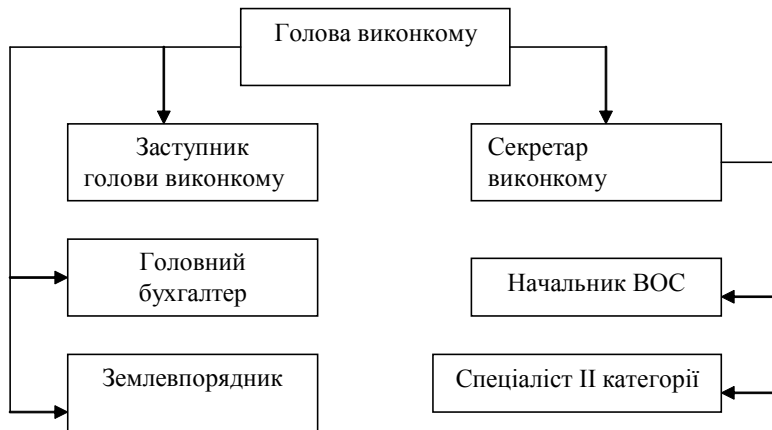 Голова виконкому
Заступник
голови виконкому
Секретар
виконкому
Головний
бухгалтер
Начальник ВОС
Землевпорядник
Спеціаліст ІІ категорії